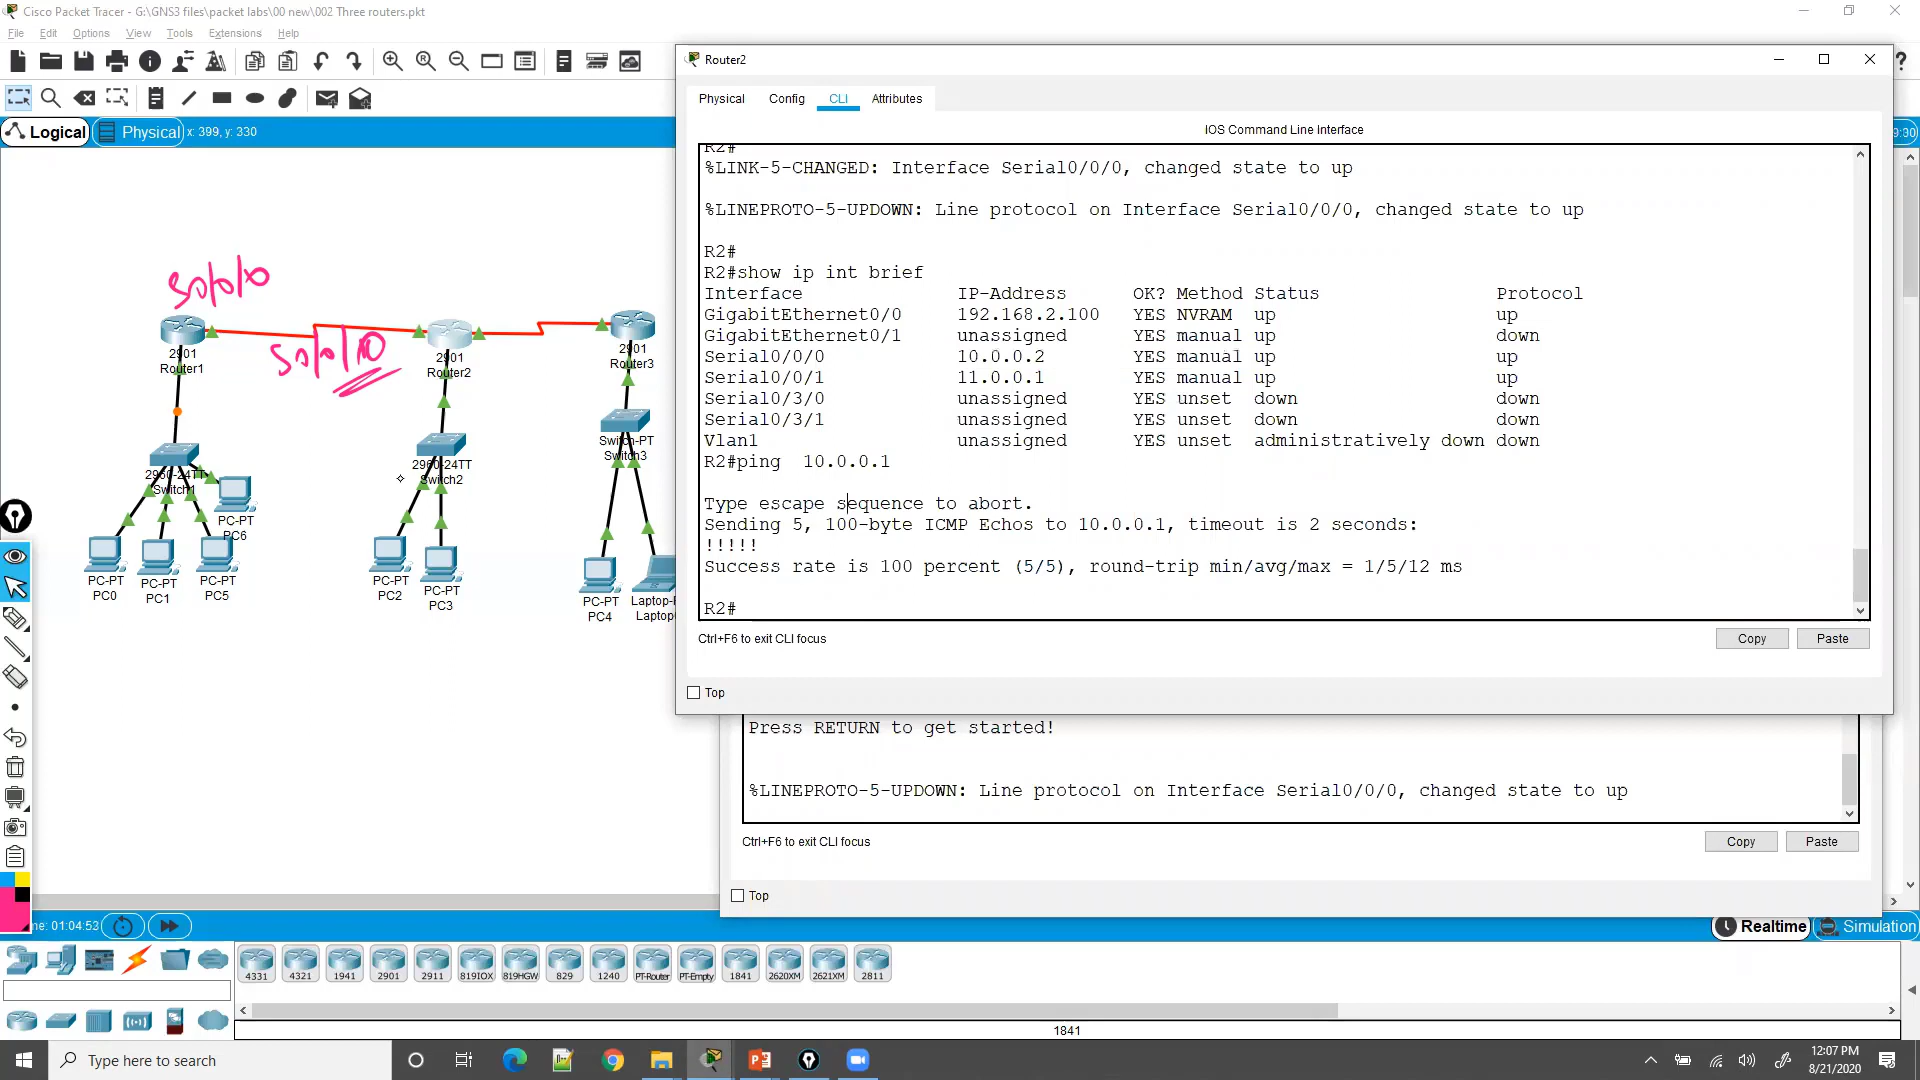 Cisco Packet Tracer - G:\GNS3 files\packet labs\00 new\002 Three routers.pkt
File Edit Options View Tools Extensions Help
Logical Physical x: 399, y: 330
9:30
s0/0/0
s0/0/0
2901
Router1
2901
Router2
2901
Router3
2960-24TT
Switch1
2960-24TT
Switch2
Switch-PT
Switch3
PC-PT
PC6
PC-PT
PC0
PC-PT
PC1
PC-PT
PC5
PC-PT
PC2
PC-PT
PC3
PC-PT
PC4
Router2
Physical Config CLI Attributes
IOS Command Line Interface
R2#
%LINK-5-CHANGED: Interface Serial0/0/0, changed state to up
%LINEPROTO-5-UPDOWN: Line protocol on Interface Serial0/0/0, changed state to up
R2#
R2#show ip int brief
Interface IP-Address OK? Method Status Protocol
GigabitEthernet0/0 192.168.2.100 YES NVRAM up up
GigabitEthernet0/1 unassigned YES manual up down
Serial0/0/0 10.0.0.2 YES manual up up
Serial0/0/1 11.0.0.1 YES manual up up
Serial0/3/0 unassigned YES unset down down
Serial0/3/1 unassigned YES unset down down
Vlan1 unassigned YES unset administratively down down
R2#ping  10.0.0.1
Type escape sequence to abort.
Sending 5, 100-byte ICMP Echos to 10.0.0.1, timeout is 2 seconds:
!!!!!
Success rate is 100 percent (5/5), round-trip min/avg/max = 1/5/12 ms
R2#
Ctrl+F6 to exit CLI focus Copy Paste
Top
Press RETURN to get started!
%LINEPROTO-5-UPDOWN: Line protocol on Interface Serial0/0/0, changed state to up
Ctrl+F6 to exit CLI focus Copy Paste
Top
me: 01:04:53 Realtime Simulation
4331 4321 1941 2901 2911 819IOX 819HGW 829 1240 PT-Router PT-Empty 1841 2620XM 2621XM 2811
1841
Type here to search
12:07 PM
8/21/2020